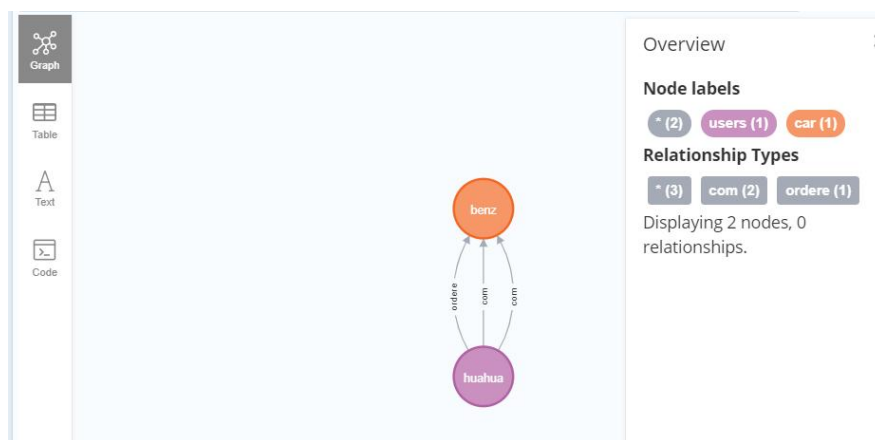 Graph
Table
Text
Code
benz
ordere
com
com
huahua
Overview
Node labels
* (2) users (1) car (1)
Relationship Types
* (3) com (2) ordere (1)
Displaying 2 nodes, 0
relationships.